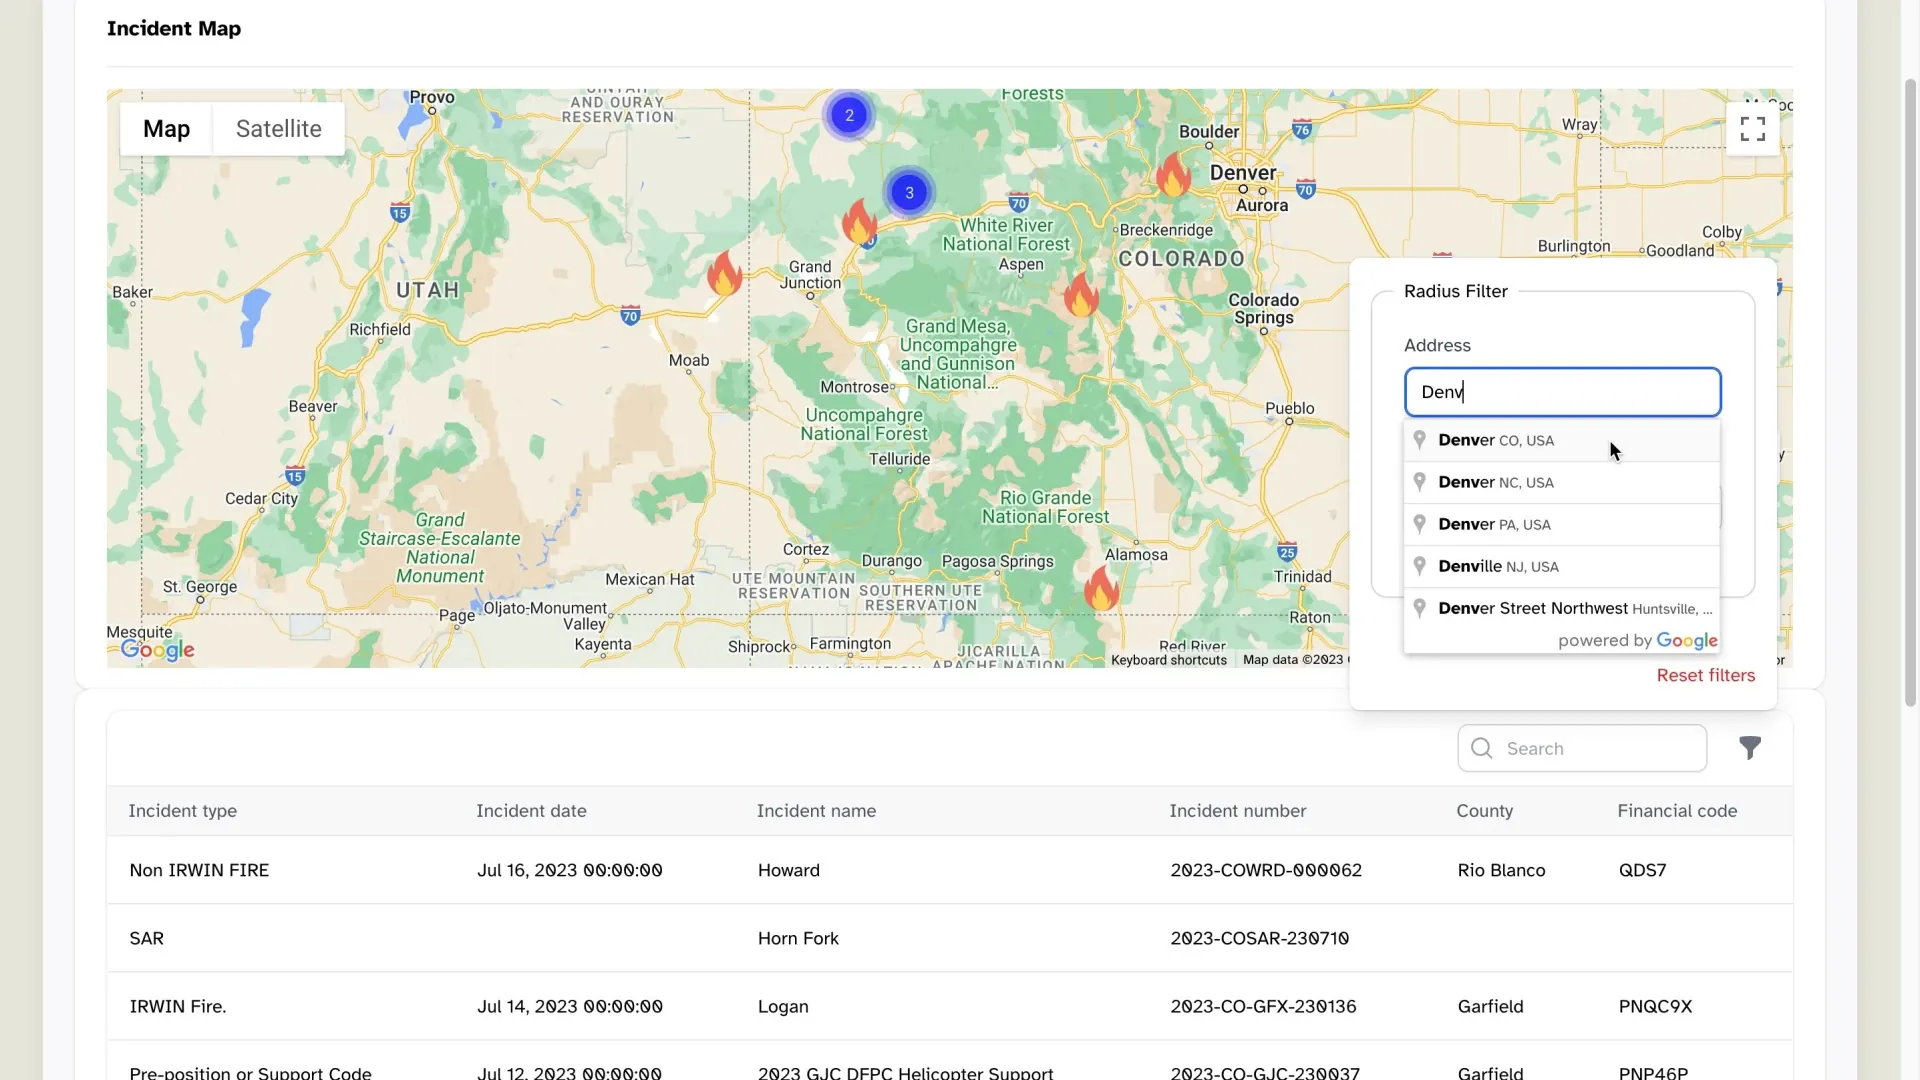 Incident Map
Map
Satellite
Provo
AND OURAY
RESERVATION
2
Forests
Boulder
76
Wray
15
3
70
Denver
70
Aurora
White River
National Forest
Breckenridge
Colby
Burlington
Goodland
Baker
UTAH
Grand
Junction
Aspen
COLORADO
70
Colorado
Springs
Richfield
Moab
Grand Mesa,
Uncompahgre
and Gunnison
National...
Montrose
Beaver
Uncompahgre
National Forest
Pueblo
Telluride
15
Cedar City
Rio Grande
National Forest
Grand
Staircase-Escalante
National
Monument
Cortez
Durango
Pagosa Springs
Alamosa
25
St. George
Mexican Hat
UTE MOUNTAIN
RESERVATION
SOUTHERN UTE
RESERVATION
Trinidad
Page
Oljato-Monument
Valley
Raton
Mesquite
Kayenta
Shiprock
Farmington
JICARILLA
APACHE NATION
Red River
Google
Keyboard shortcuts
Map data ©2023
Radius Filter
Address
Denv
Denver CO, USA
Denver NC, USA
Denver PA, USA
Denville NJ, USA
Denver Street Northwest Huntsville, ...
powered by Google
Reset filters
Search
Incident type Incident date Incident name Incident number County Financial code
Non IRWIN FIRE Jul 16, 2023 00:00:00 Howard 2023-COWRD-000062 Rio Blanco QDS7
SAR Horn Fork 2023-COSAR-230710
IRWIN Fire. Jul 14, 2023 00:00:00 Logan 2023-CO-GFX-230136 Garfield PNQC9X
Pre-position or Support Code Jul 12, 2023 00:00:00 2023 GJC DFPC Helicopter Support 2023-CO-GJC-230037 Garfield PNP46P